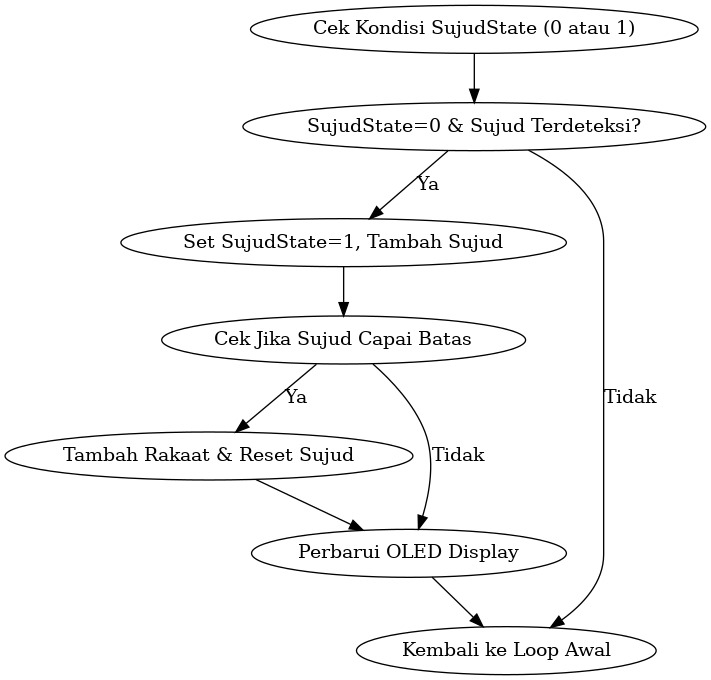 Cek Kondisi SujudState (0 atau 1)
SujudState=0 & Sujud Terdeteksi?
Ya
Set SujudState=1, Tambah Sujud
Cek Jika Sujud Capai Batas
Ya
Tidak
Tambah Rakaat & Reset Sujud
Tidak
Perbarui OLED Display
Kembali ke Loop Awal